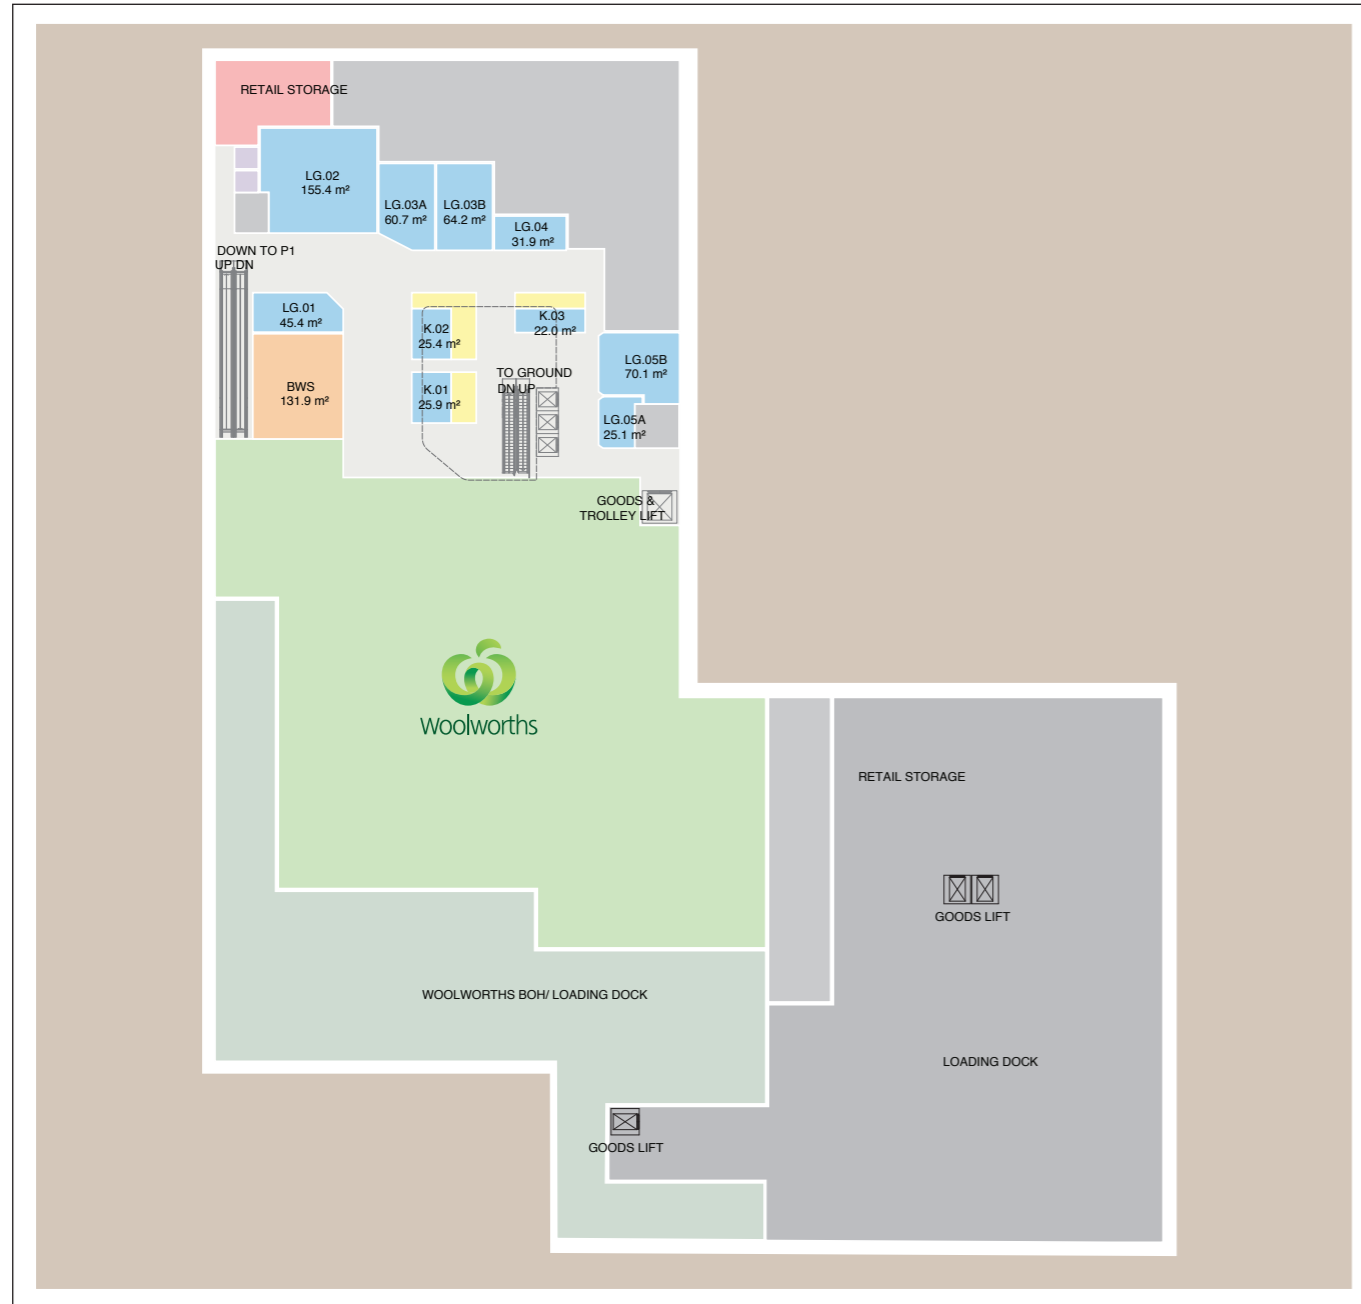 RETAIL STORAGE
LG.02
155.4 m²
LG.03A
60.7 m²
LG.03B
64.2 m²
LG.04
31.9 m²
DOWN TO P1
UP DN
LG.01
45.4 m²
K.02
25.4 m²
K.03
22.0 m²
BWS
131.9 m²
K.01
25.9 m²
TO GROUND
DN UP
LG.05B
70.1 m²
LG.05A
25.1 m²
GOODS &
TROLLEY LIFT
woolworths
RETAIL STORAGE
GOODS LIFT
WOOLWORTHS BOH/ LOADING DOCK
LOADING DOCK
GOODS LIFT